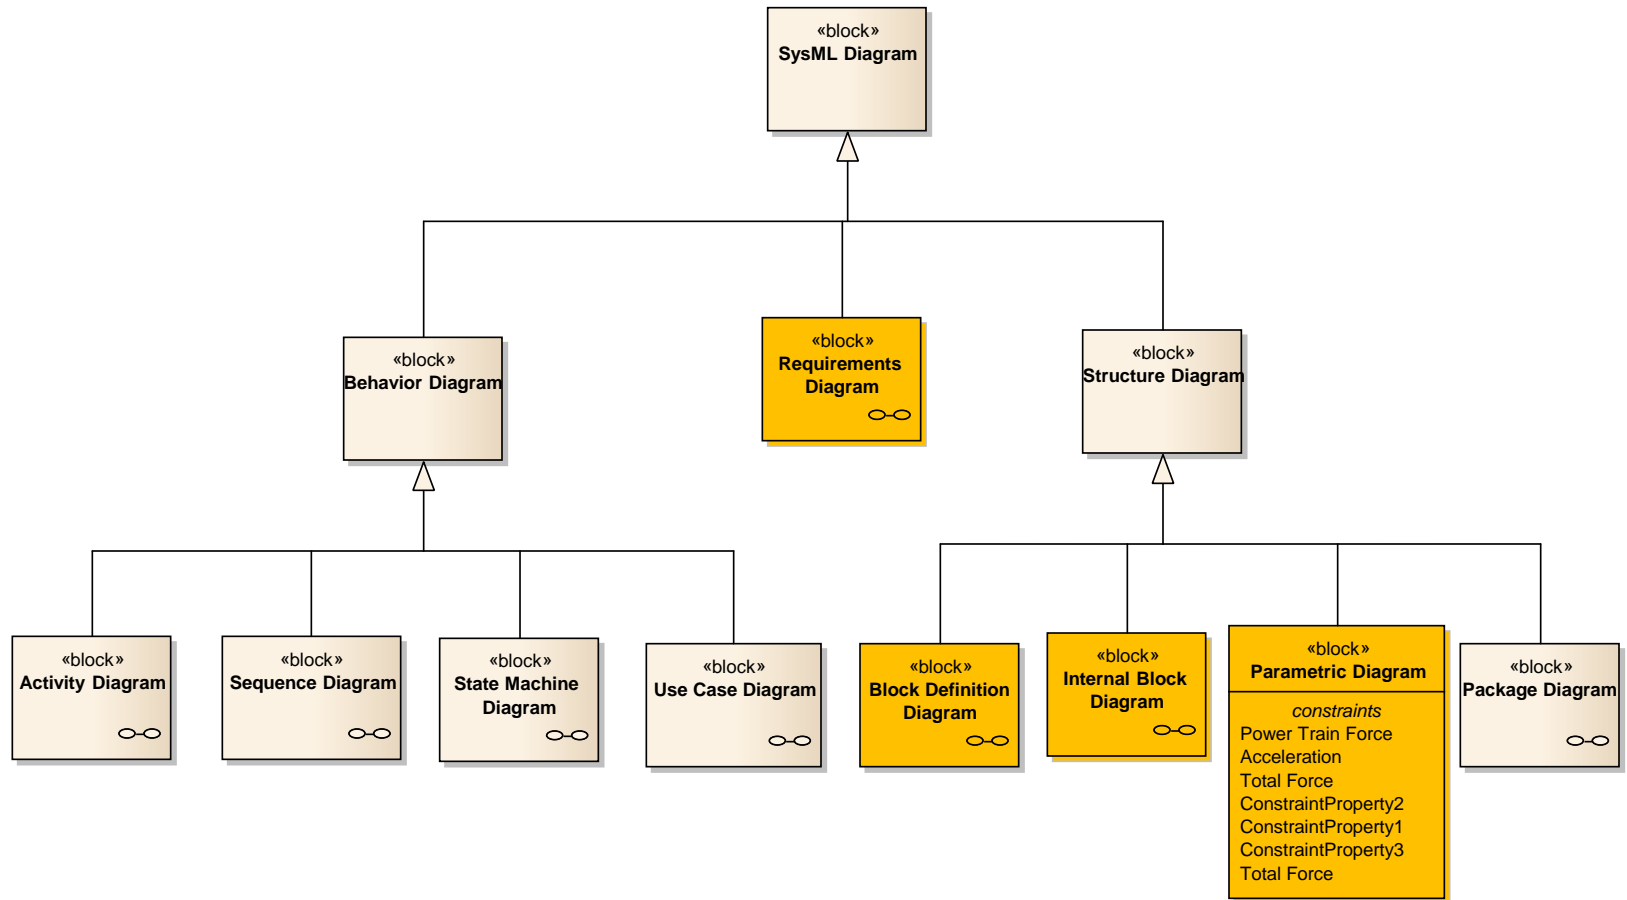 «block»
SysML Diagram
«block»
Behavior Diagram
«block»
Requirements
Diagram
«block»
Structure Diagram
«block»
Activity Diagram
«block»
Sequence Diagram
«block»
State Machine
Diagram
«block»
Use Case Diagram
«block»
Block Definition
Diagram
«block»
Internal Block
Diagram
«block»
Parametric Diagram
constraints
Power Train Force
Acceleration
Total Force
ConstraintProperty2
ConstraintProperty1
ConstraintProperty3
Total Force
«block»
Package Diagram